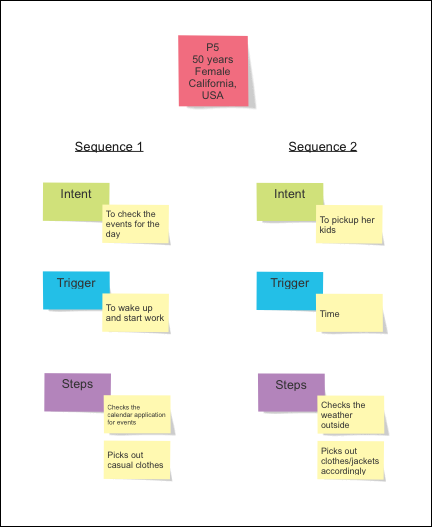 P5
50 years
Female
California,
USA
Sequence 1
Sequence 2
Intent
To check the
events for the
day
Intent
To pickup her
kids
Trigger
To wake up
and start work
Trigger
Time
Steps
Checks the
calendar application
for events
Picks out
casual clothes
Steps
Checks the
weather
outside
Picks out
clothes/jackets
accordingly